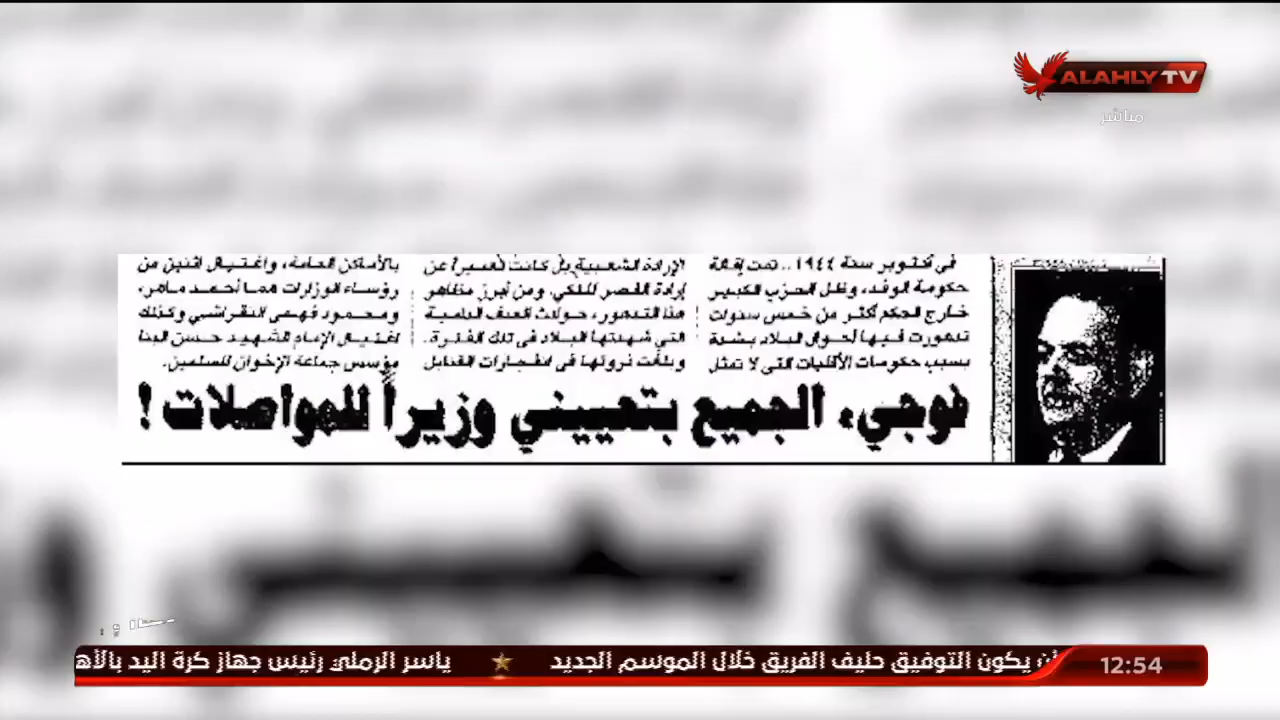 ALAHLY TV
مباشر
في أكتوبر سنة ١٩٤٤.. تمت إقالة
حكومة الوفد، وظل الحزب الكبير
خارج الحكم أكثر من خمس سنوات
تدهورت فيها أحوال البلاد بشدة
بسبب حكومات الأقليات التى لا تمثل
الإرادة الشعبية بل كانت تعبيراً عن
إرادة القصر الملكي، ومن أبرز مظاهر
هذا التدهور، حوادث العنف الدامية
التي شهدتها البلاد فى تلك الفترة.
وبلغت ذروتها فى انفجارات القنابل
بالأماكن العامة، واغتيال اثنين من
رؤساء الوزارات هما أحمد ماهر،
ومحمود فهمى النقراشي وكذلك
اغتيال الإمام الشهيد حسن البنا
مؤسس جماعة الإخوان المسلمين.
فوجيء الجميع بتعييني وزيراً للمواصلات !
أن يكون التوفيق حليف الفريق خلال الموسم الجديد
ياسر الرملي رئيس جهاز كرة اليد بالأه
12:54